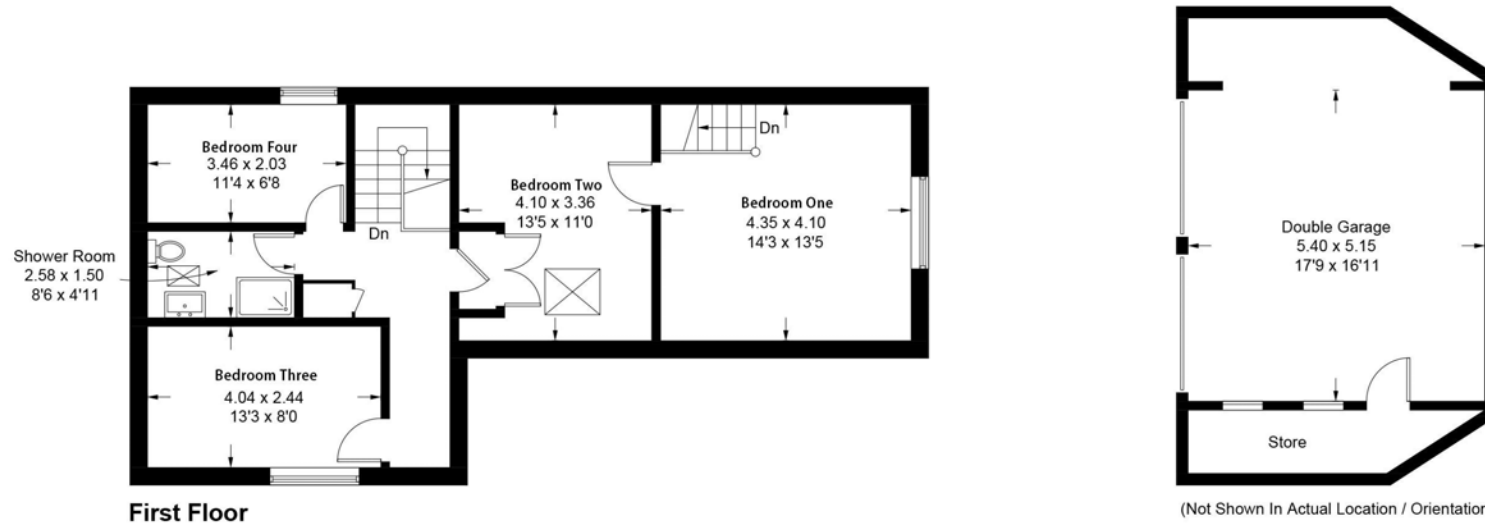 Bedroom Four
3.46 x 2.03
11'4 x 6'8
Dn
Shower Room
2.58 x 1.50
8'6 x 4'11
Bedroom Three
4.04 x 2.44
13'3 x 8'0
Bedroom Two
4.10 x 3.36
13'5 x 11'0
Dn
Bedroom One
4.35 x 4.10
14'3 x 13'5
First Floor
Double Garage
5.40 x 5.15
17'9 x 16'11
Store
(Not Shown In Actual Location / Orientation